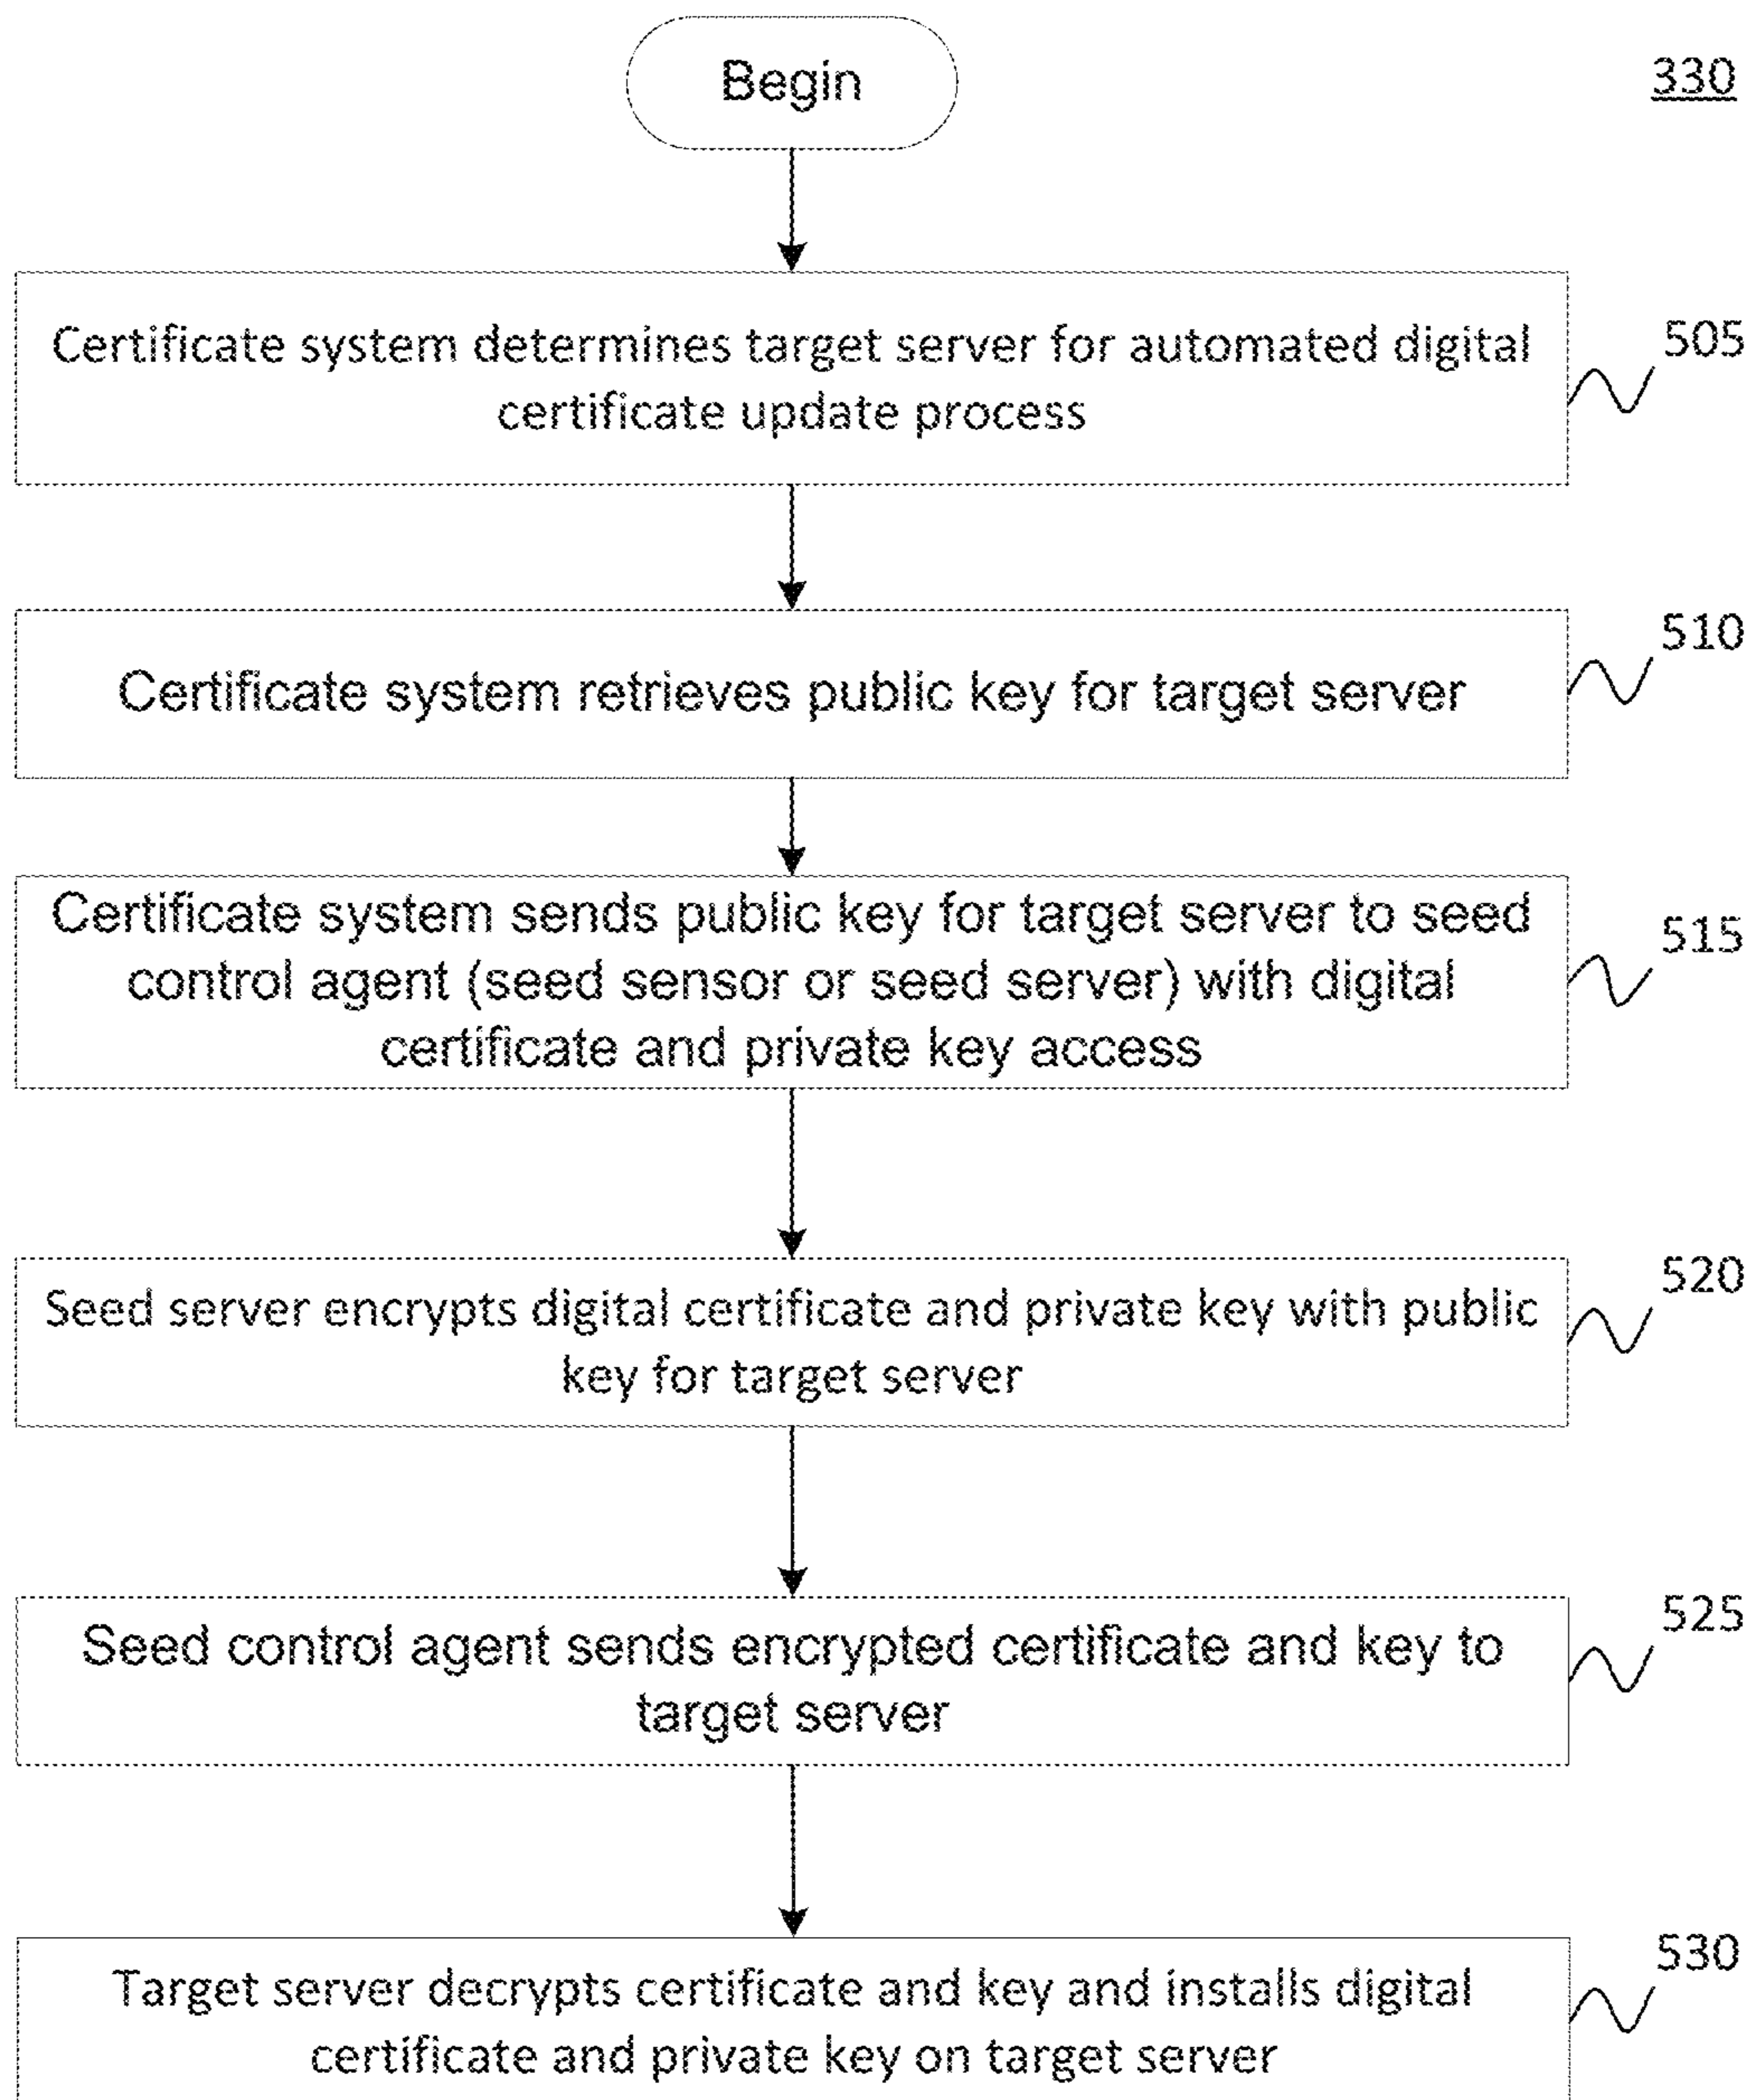 Begin
330
Certificate system determines target server for automated digital
certificate update process
505
Certificate system retrieves public key for target server
510
Certificate system sends public key for target server to seed
control agent (seed sensor or seed server) with digital
certificate and private key access
515
Seed server encrypts digital certificate and private key with public
key for target server
520
Seed control agent sends encrypted certificate and key to
target server
525
Target server decrypts certificate and key and installs digital
certificate and private key on target server
530